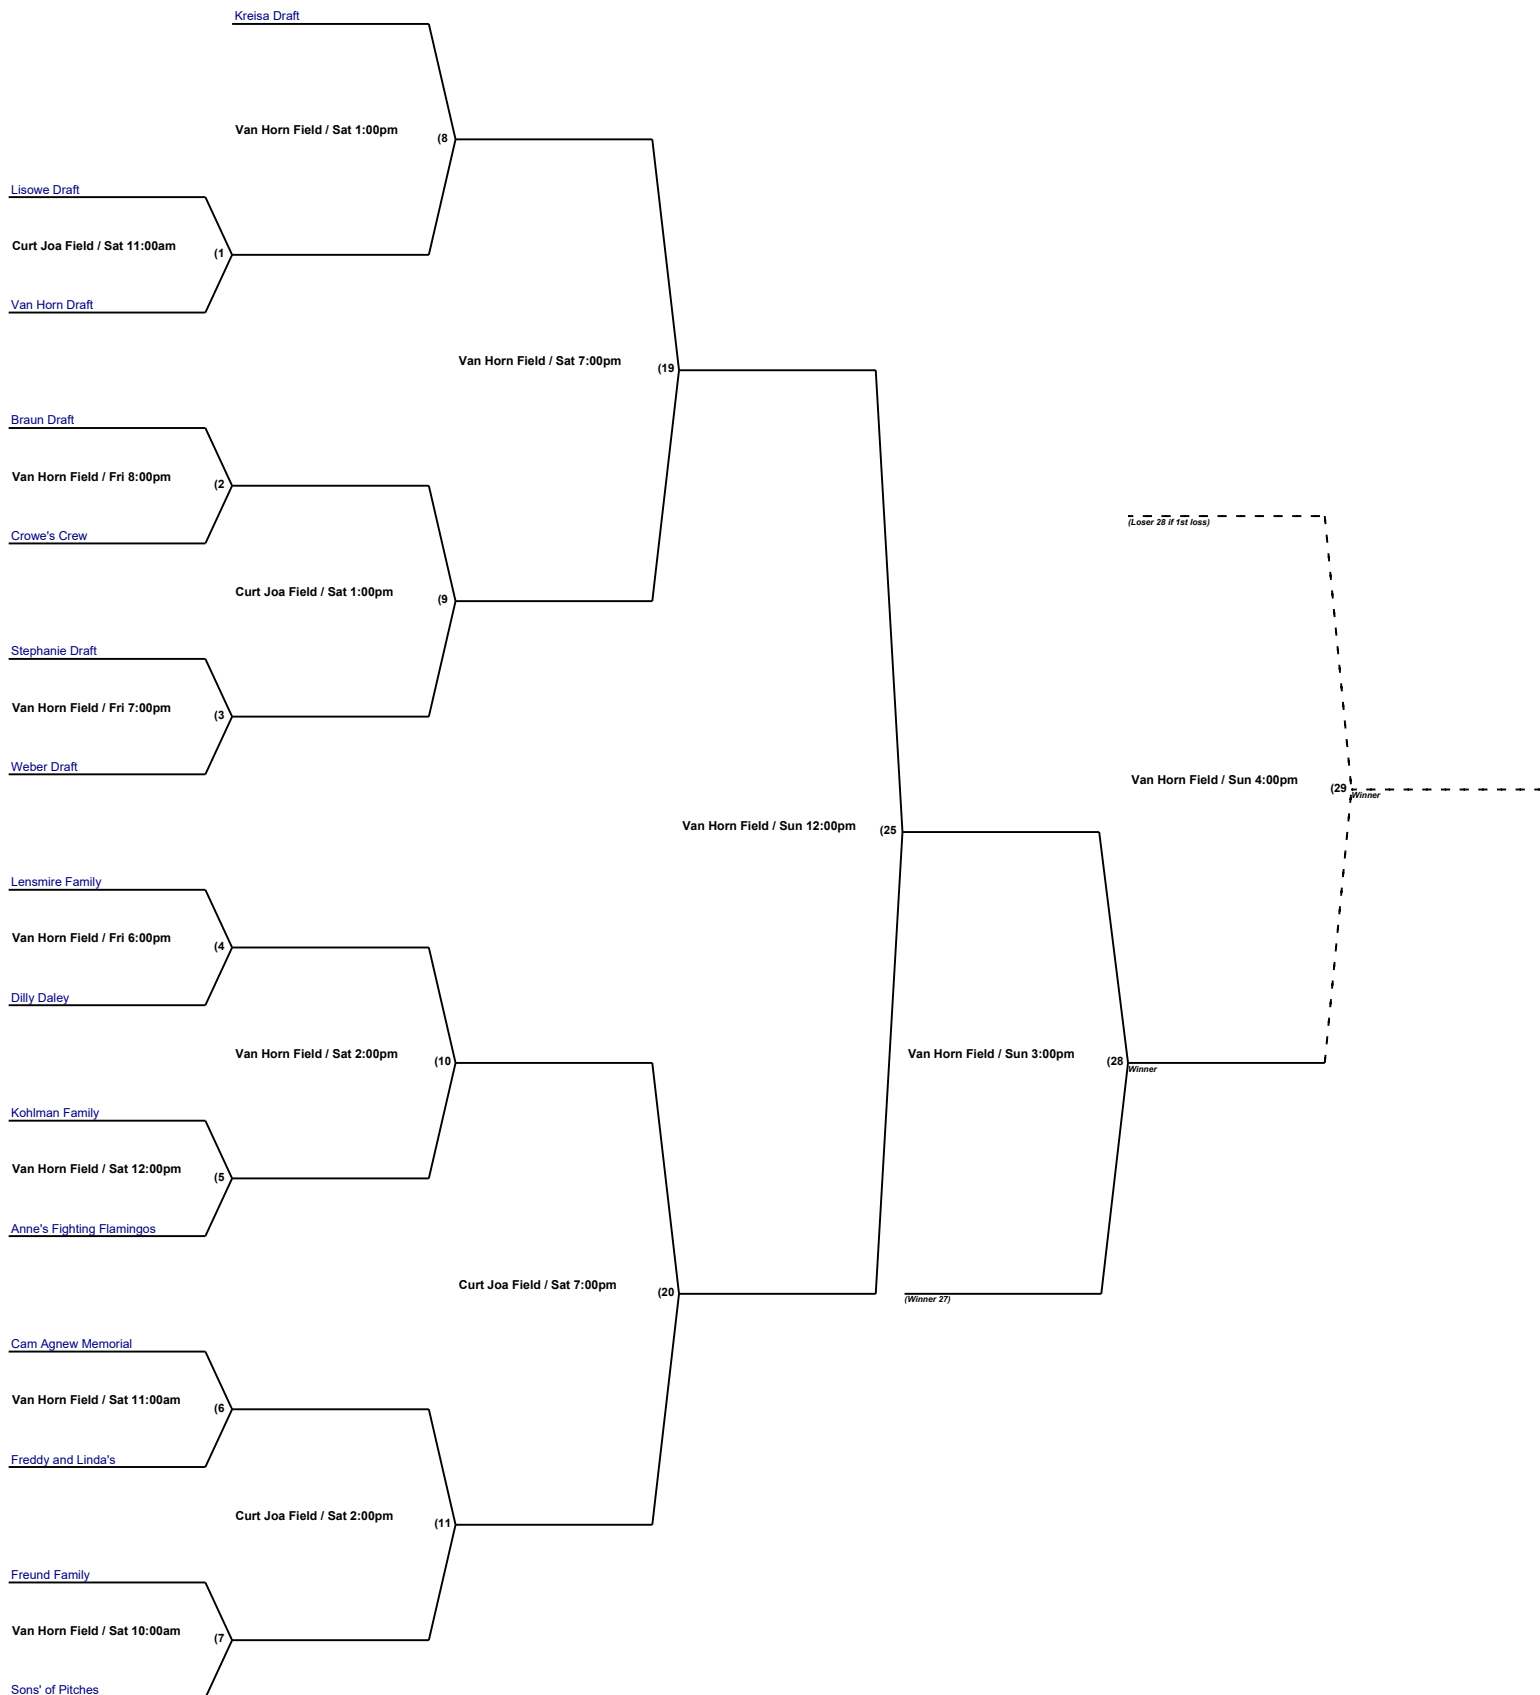 Kreisa Draft
Van Horn Field / Sat 1:00pm
(8
Lisowe Draft
Curt Joa Field / Sat 11:00am
(1
Van Horn Draft
Van Horn Field / Sat 7:00pm
(19
Braun Draft
Van Horn Field / Fri 8:00pm
(2
Crowe's Crew
(Loser 28 if 1st loss)
Curt Joa Field / Sat 1:00pm
(9
Stephanie Draft
Van Horn Field / Fri 7:00pm
(3
Weber Draft
Van Horn Field / Sun 4:00pm
(29
Winner
Van Horn Field / Sun 12:00pm
(25
Lensmire Family
Van Horn Field / Fri 6:00pm
(4
Dilly Daley
Van Horn Field / Sat 2:00pm
(10
Van Horn Field / Sun 3:00pm
(28
Winner
Kohlman Family
Van Horn Field / Sat 12:00pm
(5
Anne's Fighting Flamingos
Curt Joa Field / Sat 7:00pm
(20
(Winner 27)
Cam Agnew Memorial
Van Horn Field / Sat 11:00am
(6
Freddy and Linda's
Curt Joa Field / Sat 2:00pm
(11
Freund Family
Van Horn Field / Sat 10:00am
(7
Sons' of Pitches